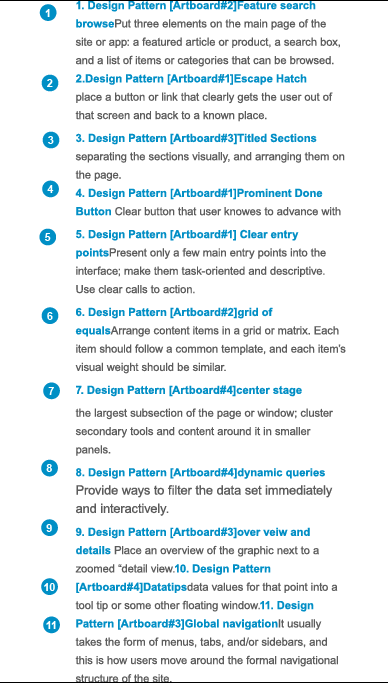 1
1. Design Pattern [Artboard#2]Feature search
browsePut three elements on the main page of the
site or app: a featured article or product, a search box,
and a list of items or categories that can be browsed.
2
2.Design Pattern [Artboard#1]Escape Hatch
place a button or link that clearly gets the user out of
that screen and back to a known place.
3
3. Design Pattern [Artboard#3]Titled Sections
separating the sections visually, and arranging them on
the page.
4
4. Design Pattern [Artboard#1]Prominent Done
Button Clear button that user knowes to advance with
5
5. Design Pattern [Artboard#1] Clear entry
pointsPresent only a few main entry points into the
interface; make them task-oriented and descriptive.
Use clear calls to action.
6
6. Design Pattern [Artboard#2]grid of
equalsArrange content items in a grid or matrix. Each
item should follow a common template, and each item's
visual weight should be similar.
7
7. Design Pattern [Artboard#4]center stage
the largest subsection of the page or window; cluster
secondary tools and content around it in smaller
panels.
8
8. Design Pattern [Artboard#4]dynamic queries
Provide ways to filter the data set immediately
and interactively.
9
9. Design Pattern [Artboard#3]over veiw and
details Place an overview of the graphic next to a
zoomed “detail view.10. Design Pattern
10
[Artboard#4]Datatipsdata values for that point into a
tool tip or some other floating window.11. Design
11
Pattern [Artboard#3]Global navigationIt usually
takes the form of menus, tabs, and/or sidebars, and
this is how users move around the formal navigational
structure of the site.